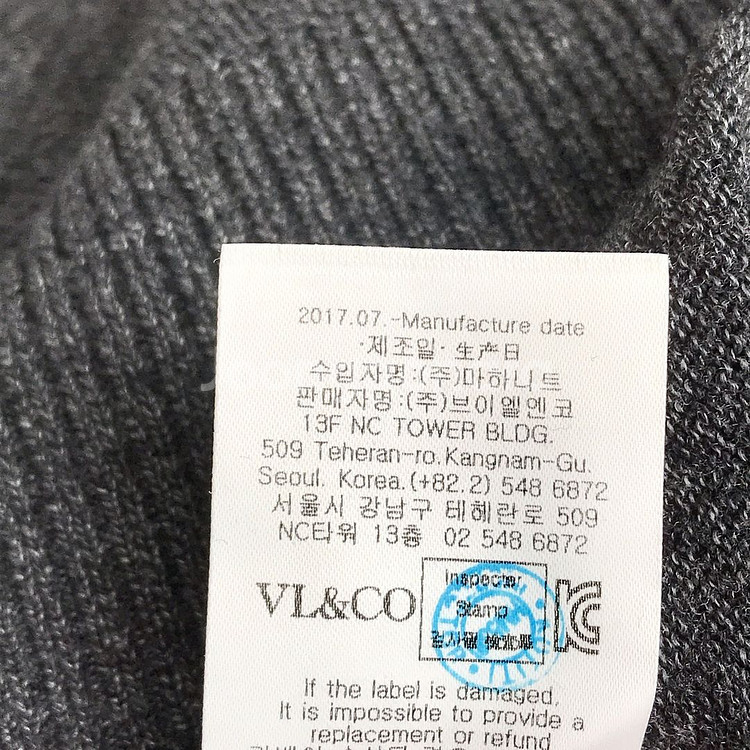 2017.07.-Manufacture date
·제조일· 生产日
수입자명:(주)마하니트
판매자명:(주)브이엘엔코
13F NC TOWER BLDG.
509 Teheran-ro.Kangnam-Gu.
Seoul. Korea.(+82.2) 548 6872
서울시 강남구 테헤란로 509
NC타워 13층 02 548 6872
VL&CO
Inspector
Stamp
If the label is damaged,
It is impossible to provide a
replacement or refund